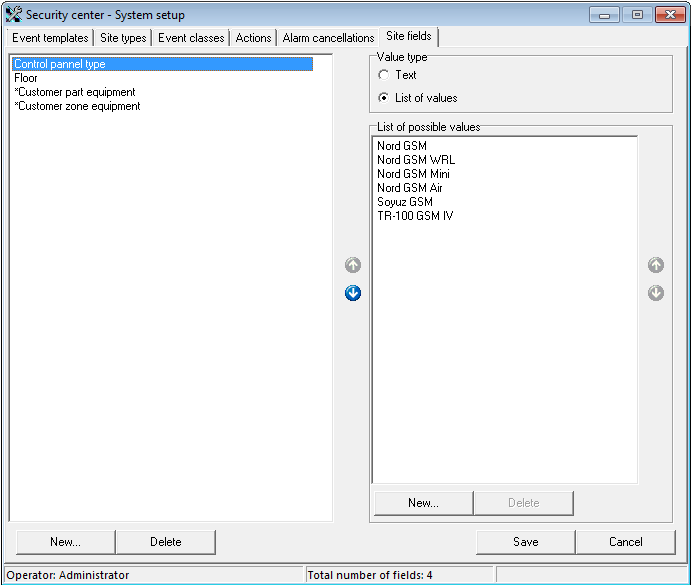 Security center - System setup
Event templates Site types Event classes Actions Alarm cancellations Site fields
Control pannel type
Floor
*Customer part equipment
*Customer zone equipment
Value type
Text
List of values
List of possible values
Nord GSM
Nord GSM WRL
Nord GSM Mini
Nord GSM Air
Soyuz GSM
TR-100 GSM IV
New... Delete
New... Delete Save Cancel
Operator: Administrator Total number of fields: 4